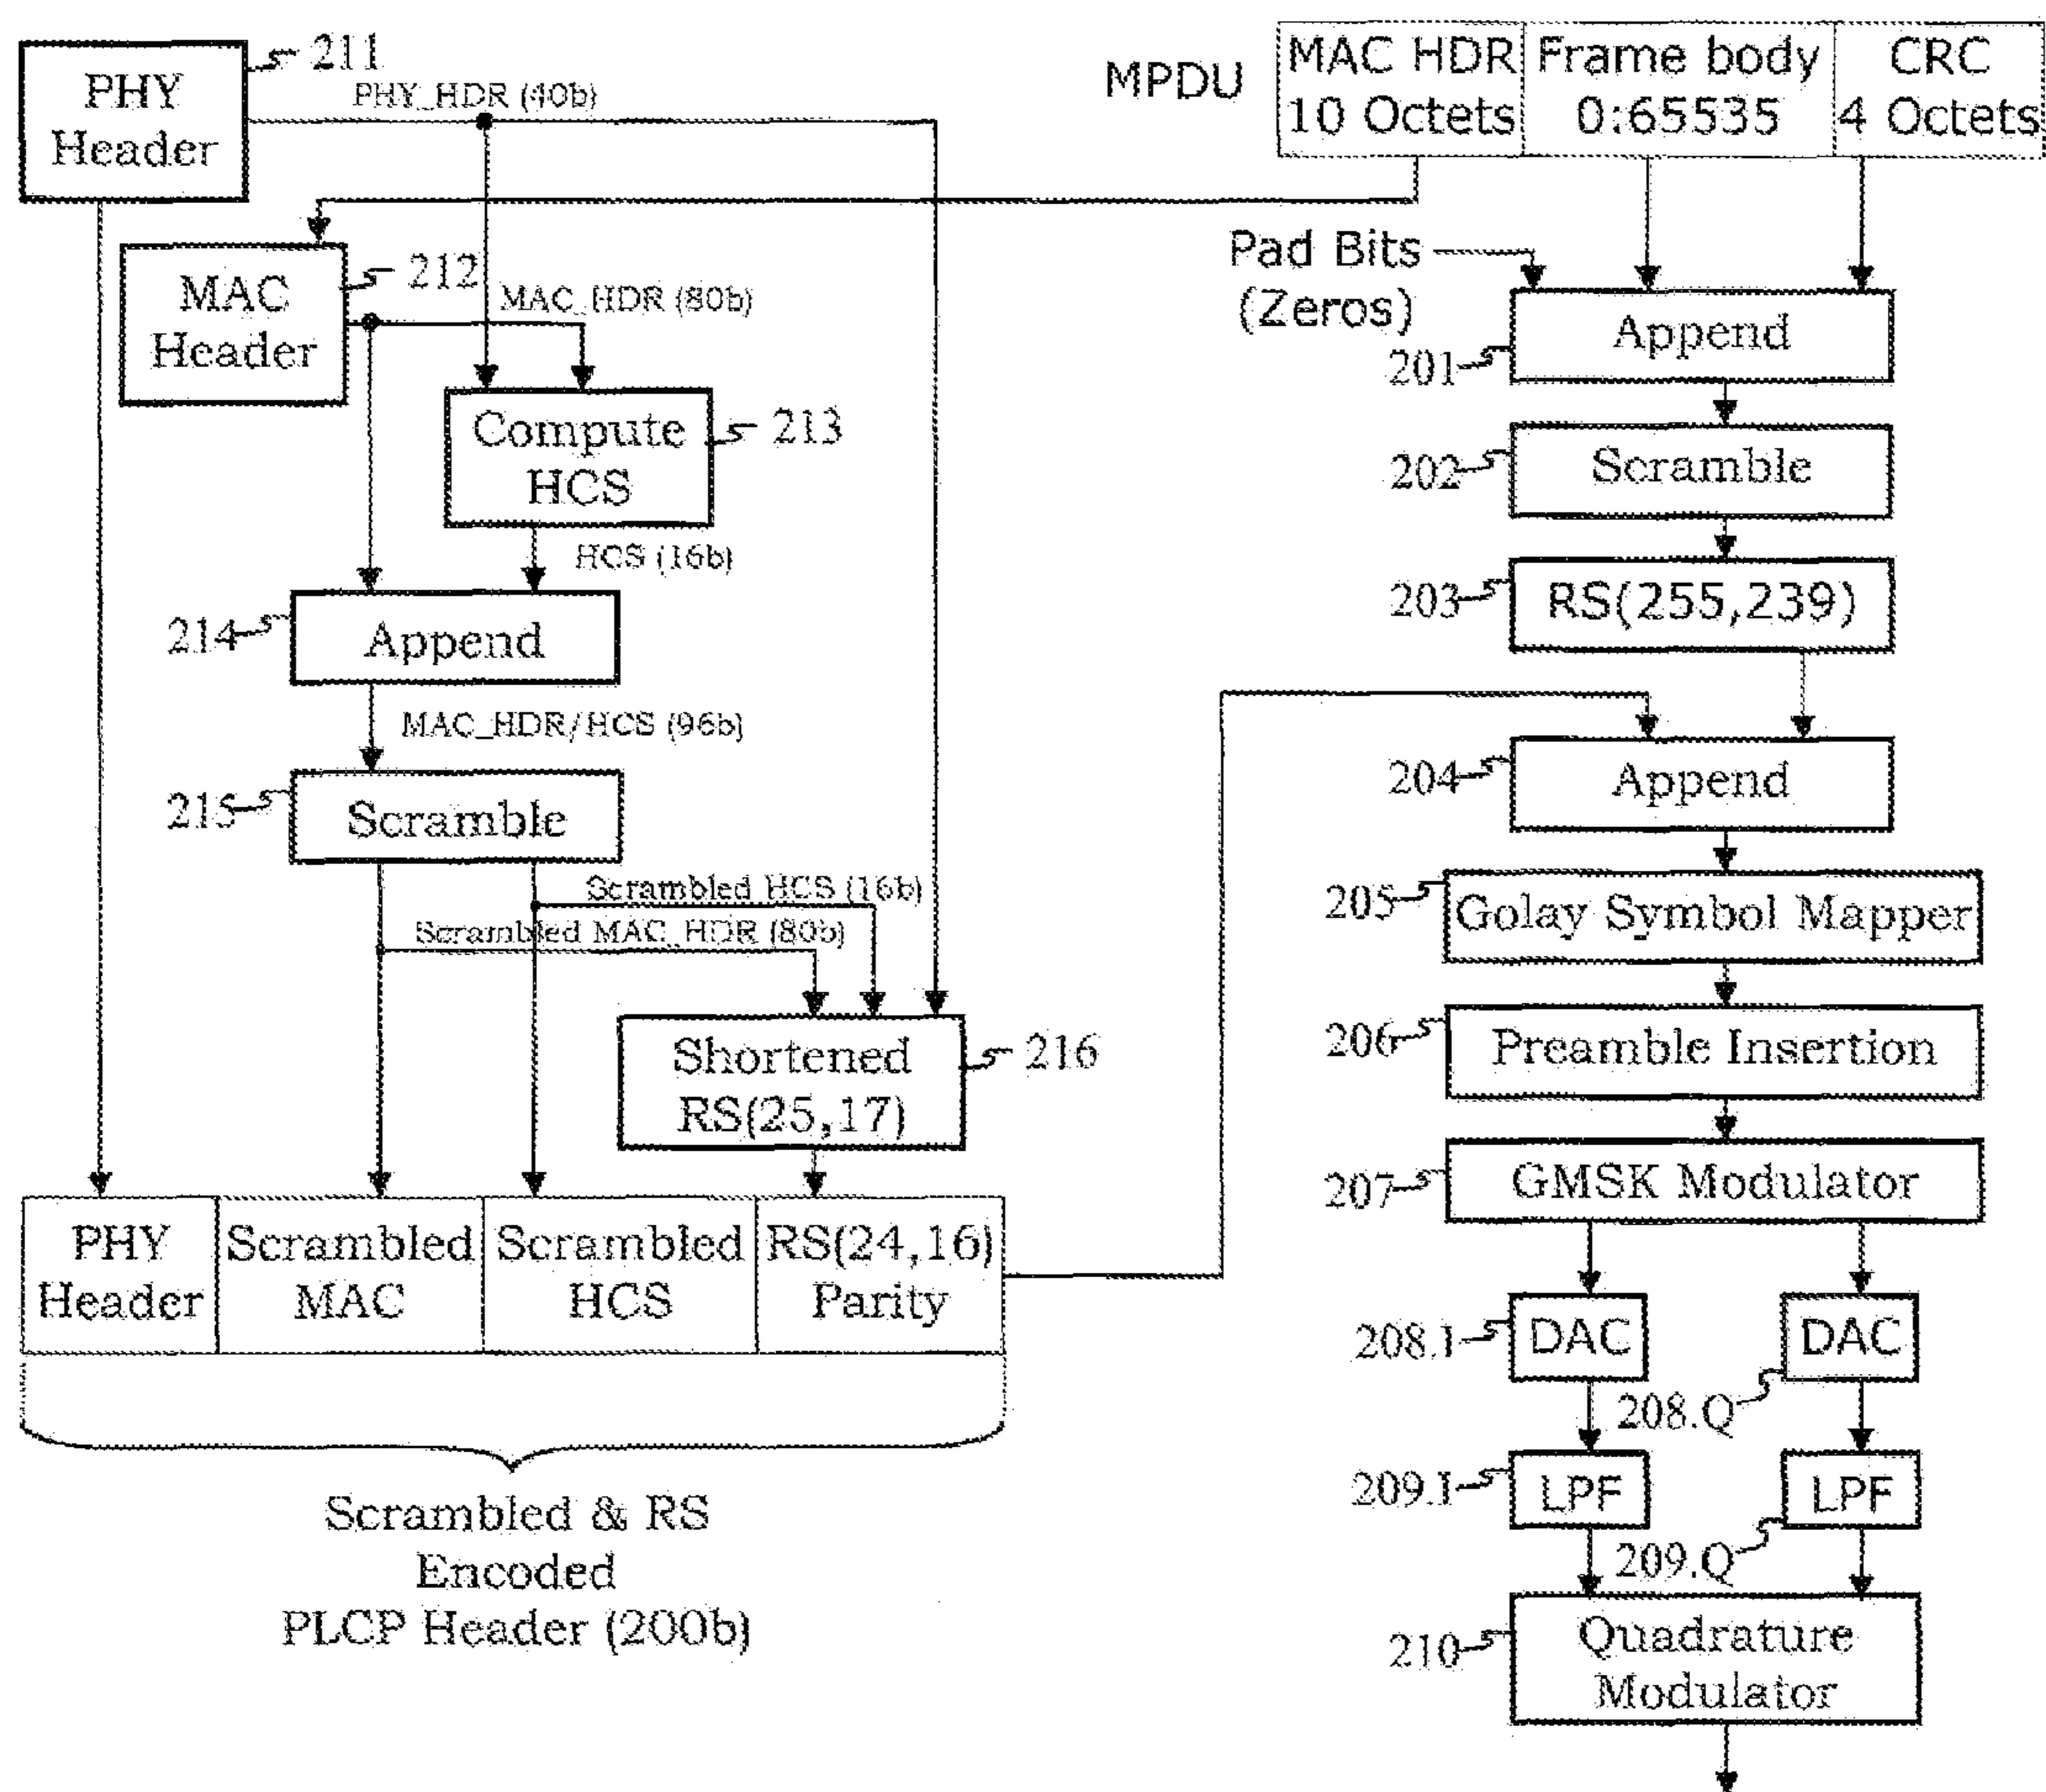 211
PHY
Header
PHY_HDR (40b)
MPDU
MAC HDR
10 Octets
Frame body
0:65535
CRC
4 Octets
212
MAC
Header
MAC_HDR (80b)
Pad Bits
(Zeros)
Append
201
Compute
HCS
213
Scramble
202
HCS (16b)
RS(255,239)
203
214
Append
MAC_HDR/HCS (96b)
Append
204
215
Scramble
Scrambled HCS (16b)
Scrambled MAC_HDR (80b)
205
Golay Symbol Mapper
206
Preamble Insertion
Shortened
RS(25,17)
216
207
GMSK Modulator
PHY
Header
Scrambled
MAC
Scrambled
HCS
RS(24,16)
Parity
208.I
DAC
DAC
208.Q
209.I
LPF
LPF
209.Q
Scrambled & RS
Encoded
PLCP Header (200b)
210
Quadrature
Modulator